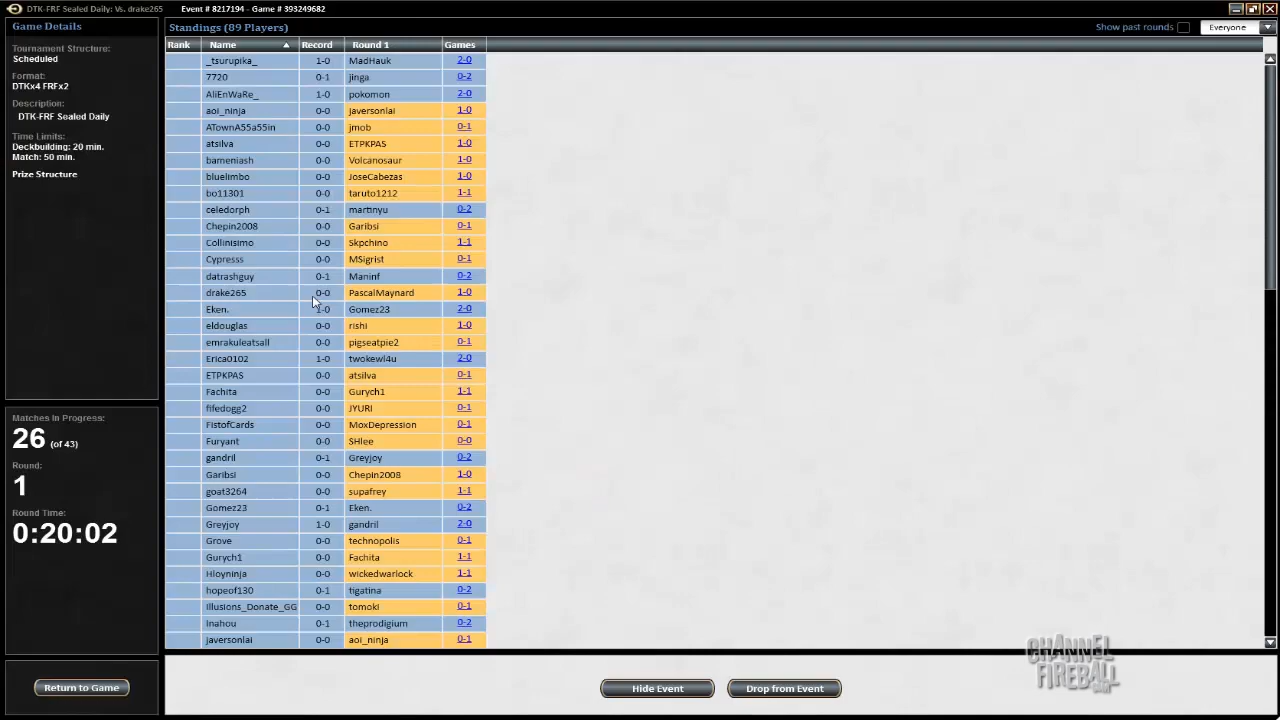 DTK-FRF Sealed Daily: Vs. drake265 Event # 8217194 - Game # 393249682
Game Details
Tournament Structure:
Scheduled
Format:
DTKx4 FRFx2
Description:
DTK-FRF Sealed Daily
Time Limits:
Deckbuilding: 20 min.
Match: 50 min.
Prize Structure
Matches In Progress:
26 (of 43)
Round:
1
Round Time:
0:20:02
Return to Game
Standings (89 Players)
Show past rounds Everyone
Rank Name Record Round 1 Games
_tsurupika_ 1-0 MadHauk 2-0
7720 0-1 jinga 0-2
AliEnWaRe_ 1-0 pokomon 2-0
aoi_ninja 0-0 javersonlai 1-0
ATownA55a55in 0-0 jmob 0-1
atsilva 0-0 ETPKPAS 1-0
bameniash 0-0 Volcanosaur 1-0
bluelimbo 0-0 JoseCabezas 1-0
bo11301 0-0 taruto1212 1-1
celedorph 0-1 martinyu 0-2
Chepin2008 0-0 Garibsi 0-1
Collinisimo 0-0 Skpchino 1-1
Cypresss 0-0 MSigrist 0-1
datrashguy 0-1 Maninf 0-2
drake265 0-0 PascalMaynard 1-0
Eken. 1-0 Gomez23 2-0
eldouglas 0-0 rishi 1-0
emrakuleatsall 0-0 pigseatpie2 0-1
Erica0102 1-0 twokewl4u 2-0
ETPKPAS 0-0 atsilva 0-1
Fachita 0-0 Gurych1 1-1
fifedogg2 0-0 JYURI 0-1
FistofCards 0-0 MoxDepression 0-1
Furyant 0-0 SHlee 0-0
gandril 0-1 Greyjoy 0-2
Garibsi 0-0 Chepin2008 1-0
goat3264 0-0 supafrey 1-1
Gomez23 0-1 Eken. 0-2
Greyjoy 1-0 gandril 2-0
Grove 0-0 technopolis 0-1
Gurych1 0-0 Fachita 1-1
Hloyninja 0-0 wickedwarlock 1-1
hopeof130 0-1 tigatina 0-2
Illusions_Donate_GG 0-0 tomoki 0-1
Inahou 0-1 theprodigium 0-2
javersonlai 0-0 aoi_ninja 0-1
Hide Event Drop from Event
CHANNEL
FIREBALL
.COM